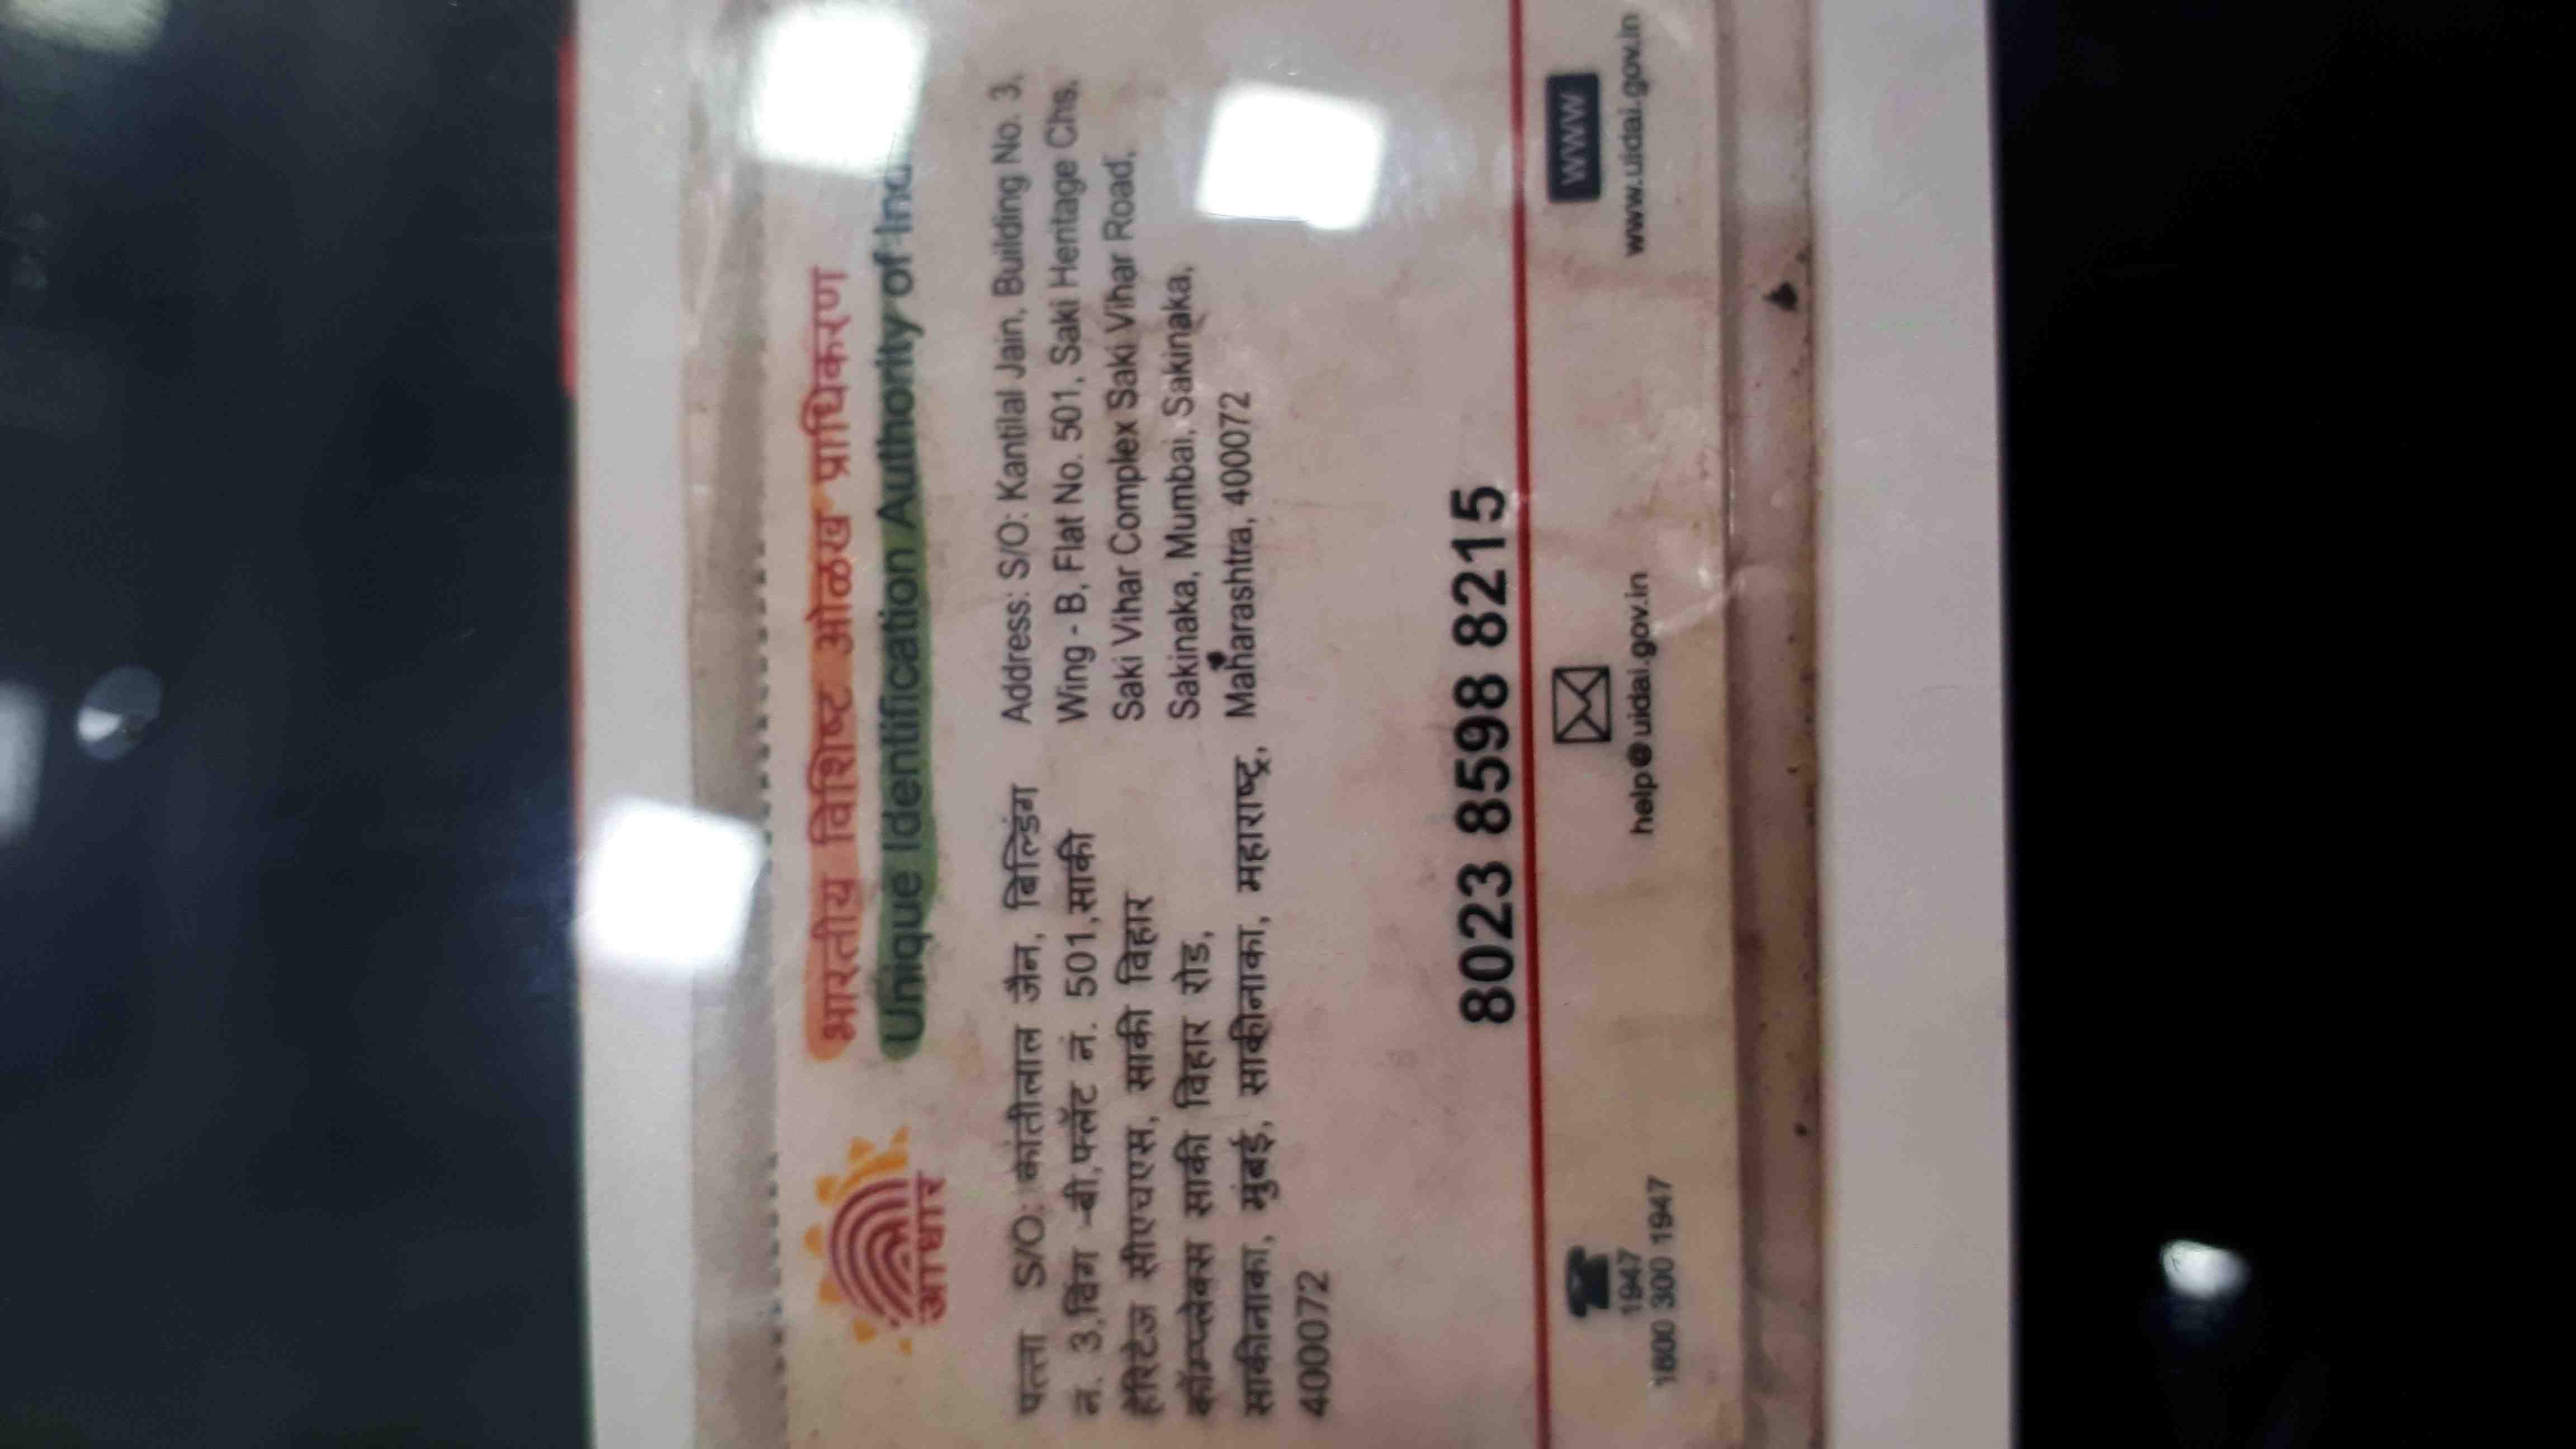 भारतीय विशिष्ट ओळख प्राधिकरण
Unique Identification Authority of
आधार
पत्ता S/O: कांतीलाल जैन, बिल्डिंग
नं. 3,विंग -बी,फ्लॅट नं. 501,साकी
हेरिटेज सीएचएस, साकी विहार
कॉम्प्लेक्स साकी विहार रोड,
साकीनाका, मुंबई, साकीनाका, महाराष्ट्र,
400072
Address: S/O: Kantilal Jain, Building No. 3,
Wing - B, Flat No. 501, Saki Heritage Chs,
Saki Vihar Complex Saki Vihar Road,
Sakinaka, Mumbai, Sakinaka,
Maharashtra, 400072
8023 8598 8215
1947
1800 300 1947
help@uidai.gov.in
WWW
www.uidai.gov.in